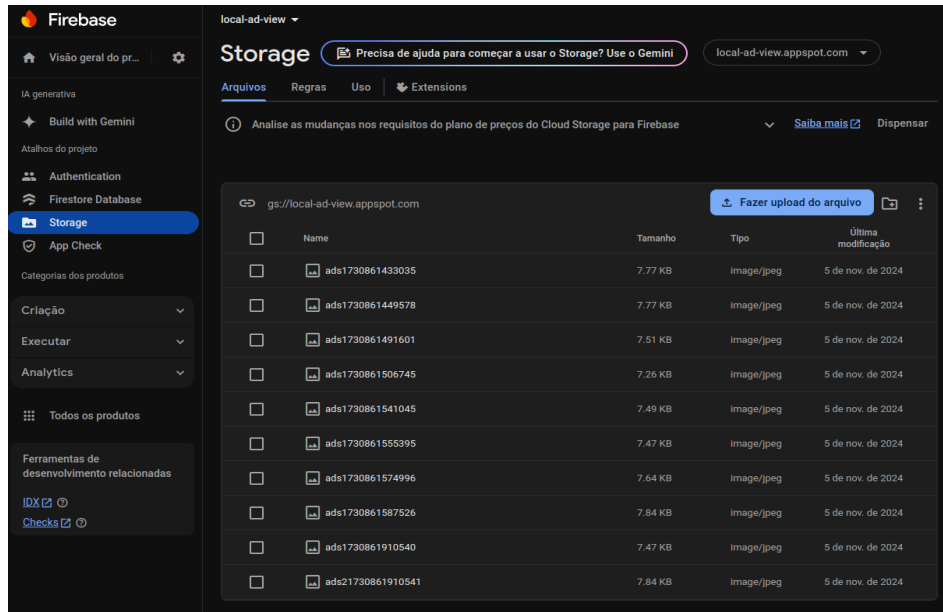 Firebase
local-ad-view
Visão geral do pr...
Storage
Precisa de ajuda para começar a usar o Storage? Use o Gemini
local-ad-view.appspot.com
Arquivos Regras Uso Extensions
IA generativa
Build with Gemini
Analise as mudanças nos requisitos do plano de preços do Cloud Storage para Firebase
Saiba mais
Dispensar
Atalhos do projeto
Authentication
Firestore Database
Storage
App Check
Categorias dos produtos
Criação
Executar
Analytics
Todos os produtos
Ferramentas de
desenvolvimento relacionadas
IDX
Checks
gs://local-ad-view.appspot.com
Fazer upload do arquivo
Name Tamanho Tipo Última
modificação
ads1730861433035 7.77 KB image/jpeg 5 de nov. de 2024
ads1730861449578 7.77 KB image/jpeg 5 de nov. de 2024
ads1730861491601 7.51 KB image/jpeg 5 de nov. de 2024
ads1730861506745 7.26 KB image/jpeg 5 de nov. de 2024
ads1730861541045 7.49 KB image/jpeg 5 de nov. de 2024
ads1730861555395 7.47 KB image/jpeg 5 de nov. de 2024
ads1730861574996 7.64 KB image/jpeg 5 de nov. de 2024
ads1730861587526 7.84 KB image/jpeg 5 de nov. de 2024
ads1730861910540 7.47 KB image/jpeg 5 de nov. de 2024
ads21730861910541 7.84 KB image/jpeg 5 de nov. de 2024